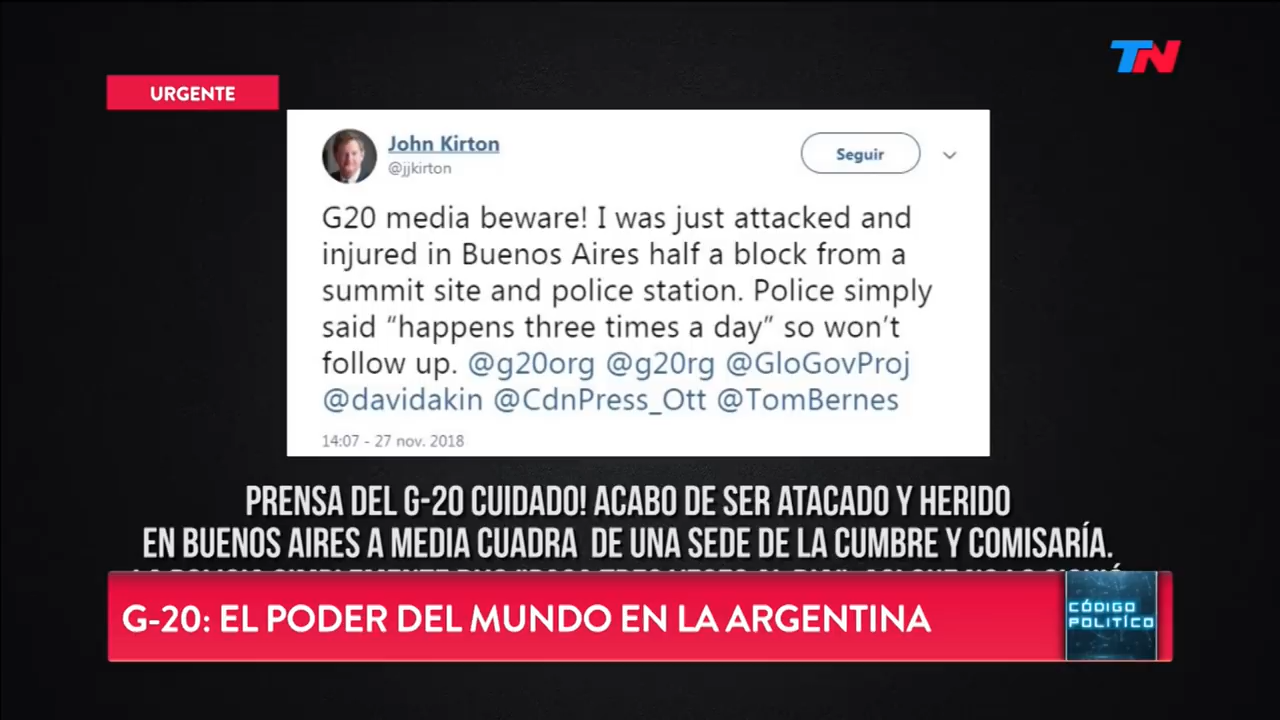 TN
URGENTE
John Kirton
@jjkirton
Seguir
G20 media beware! I was just attacked and
injured in Buenos Aires half a block from a
summit site and police station. Police simply
said “happens three times a day” so won’t
follow up. @g20org @g20rg @GloGovProj
@davidakin @CdnPress_Ott @TomBernes
14:07 - 27 nov. 2018
PRENSA DEL G-20 CUIDADO! ACABO DE SER ATACADO Y HERIDO
EN BUENOS AIRES A MEDIA CUADRA DE UNA SEDE DE LA CUMBRE Y COMISARÍA.
G-20: EL PODER DEL MUNDO EN LA ARGENTINA
CÓDIGO
POLITÍCO